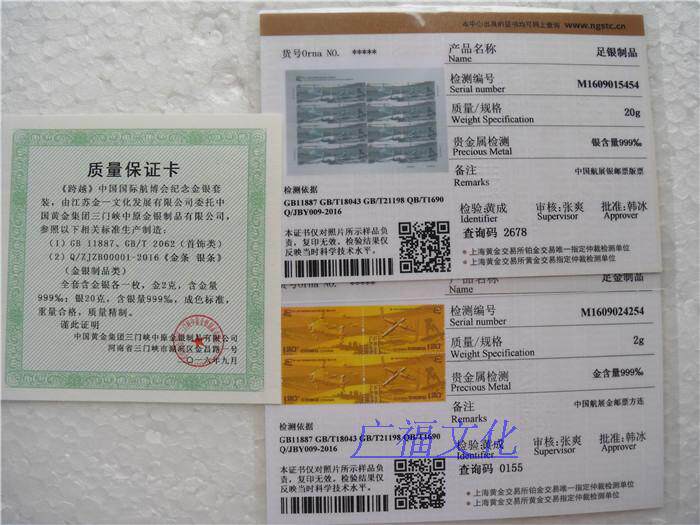 质量保证卡
《跨越》中国国际航博会纪念金银套
装，由江苏金一文化发展有限公司委托中
国黄金集团三门峡中原金银制品有限公司，
参照以下相关标准生产制造：
(1) GB 11887、GB/T 2062（首饰类）
(2) Q/ZJZB00001-2016《金条 银条》
（金银制品类）
全套含金银各一枚，金2克，含金量
999‰；银20克，含银量999‰，成色标准，
重量合格，质量精制。
谨此证明
中国黄金集团三门峡中原金银制品有限公司
河南省三门峡市湖滨区金昌路一号
二〇一六年九月
本中心出具的证书均可网上查询 www.ngstc.cn
货号Orna NO. *****
产品名称 足银制品
Name
检测编号 M1609015454
Serial number
质量/规格 20g
Weight Specification
贵金属检测 银含量999‰
Precious Metal
备注 中国航展银邮票版票
Remarks
检测依据
GB11887 GB/T18043 GB/T21198 QB/T1690
Q/JBY009-2016
本证书仅对照片所示样品负
责，复印无效。检验结果仅
反映当时科学技术水平。
检验:黄成 审核:张爽 批准:韩冰
Identifier Supervisor Approver
查询码 2678
上海黄金交易所铂金唯一指定仲裁检测单位
上海黄金交易所黄金指定仲裁检测单位
货号Orna NO. *****
足金制品
Name
检测编号 M1609024254
Serial number
质量/规格 2g
Weight Specification
贵金属检测 金含量999‰
Precious Metal
备注 中国航展金邮票方连
Remarks
检测依据
GB11887 GB/T18043 GB/T21198 QB/T1690
Q/JBY009-2016
本证书仅对照片所示样品负
责，复印无效。检验结果仅
反映当时科学技术水平。
检验:黄成 审核:张爽 批准:韩冰
Identifier Supervisor Approver
查询码 0155
上海黄金交易所铂金唯一指定仲裁检测单位
上海黄金交易所黄金指定仲裁检测单位
广福文化